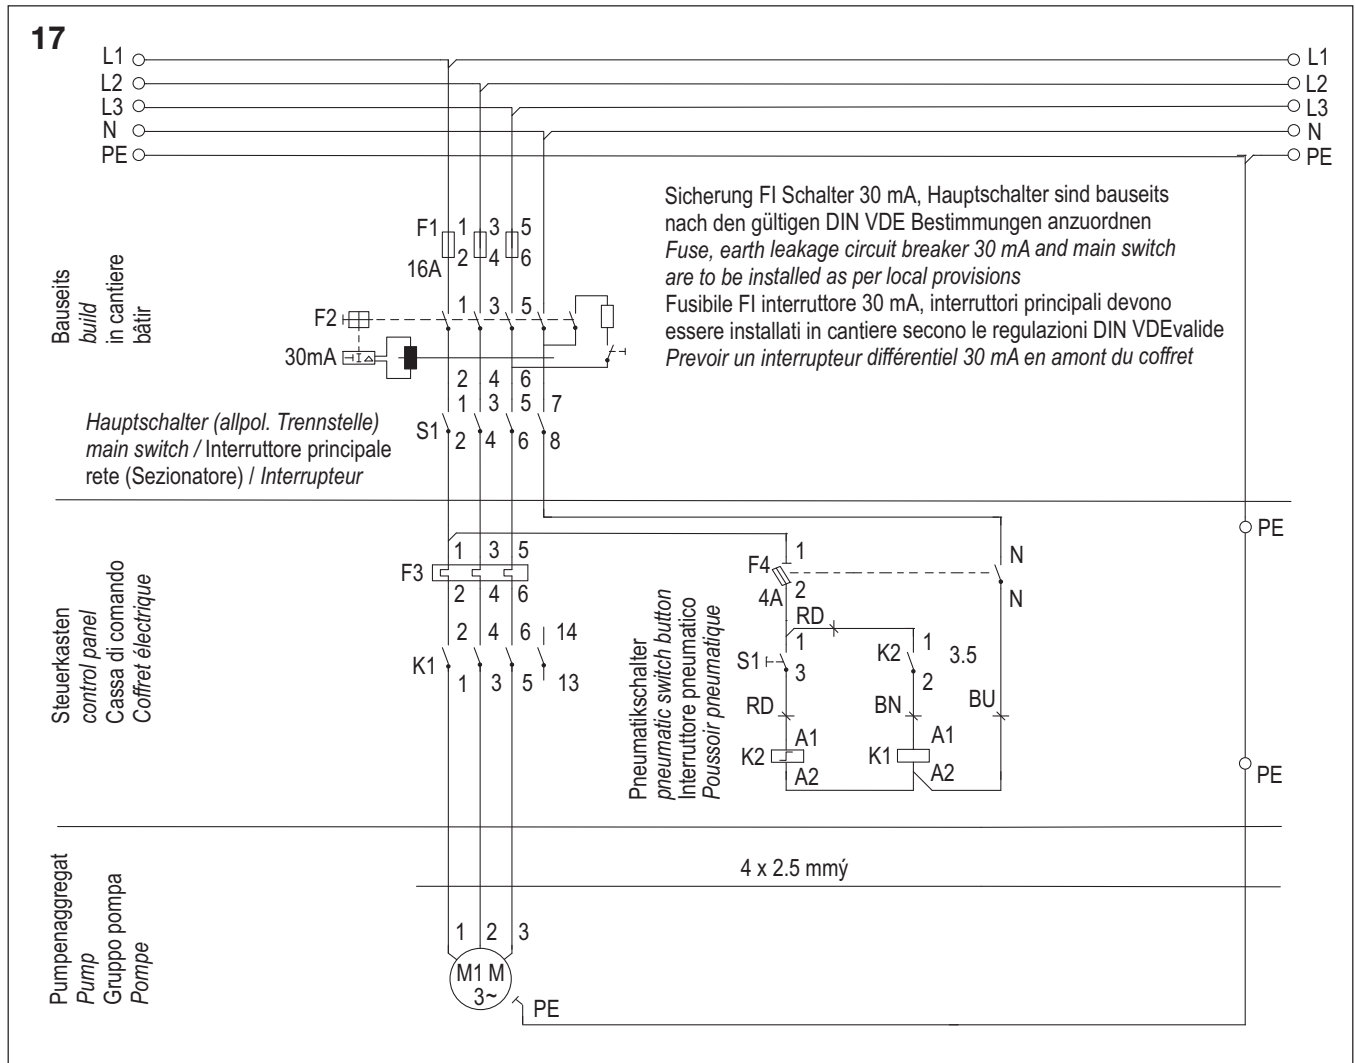 17
L1 L1
L2 L2
L3 L3
N N
PE PE
Sicherung FI Schalter 30 mA, Hauptschalter sind bauseits
nach den gültigen DIN VDE Bestimmungen anzuordnen
Fuse, earth leakage circuit breaker 30 mA and main switch
are to be installed as per local provisions
Fusibile FI interruttore 30 mA, interruttori principali devono
essere installati in cantiere secono le regulazioni DIN VDEvalide
Prevoir un interrupteur différentiel 30 mA en amont du coffret
Bauseits
build
in cantiere
bâtir
F1 1 3 5
16A 2 4 6
F2 1 3 5
30mA
2 4 6
1 3 5 7
S1 2 4 6 8
Hauptschalter (allpol. Trennstelle)
main switch / Interruttore principale
rete (Sezionatore) / Interrupteur
PE
Steuerkasten
control panel
Cassa di comando
Coffret électrique
1 3 5
F3
2 4 6
2 4 6 14
K1
1 3 5 13
Pneumatikschalter
pneumatic switch button
Interruttore pneumatico
Poussoir pneumatique
1 N
F4
4A 2 N
RD
1 K2 1 3.5
S1 3 2
RD BN BU
A1 A1
K2 K1
A2 A2
PE
Pumpenaggregat
Pump
Gruppo pompa
Pompe
4 x 2.5 mmý
1 2 3
M1 M
3~
PE